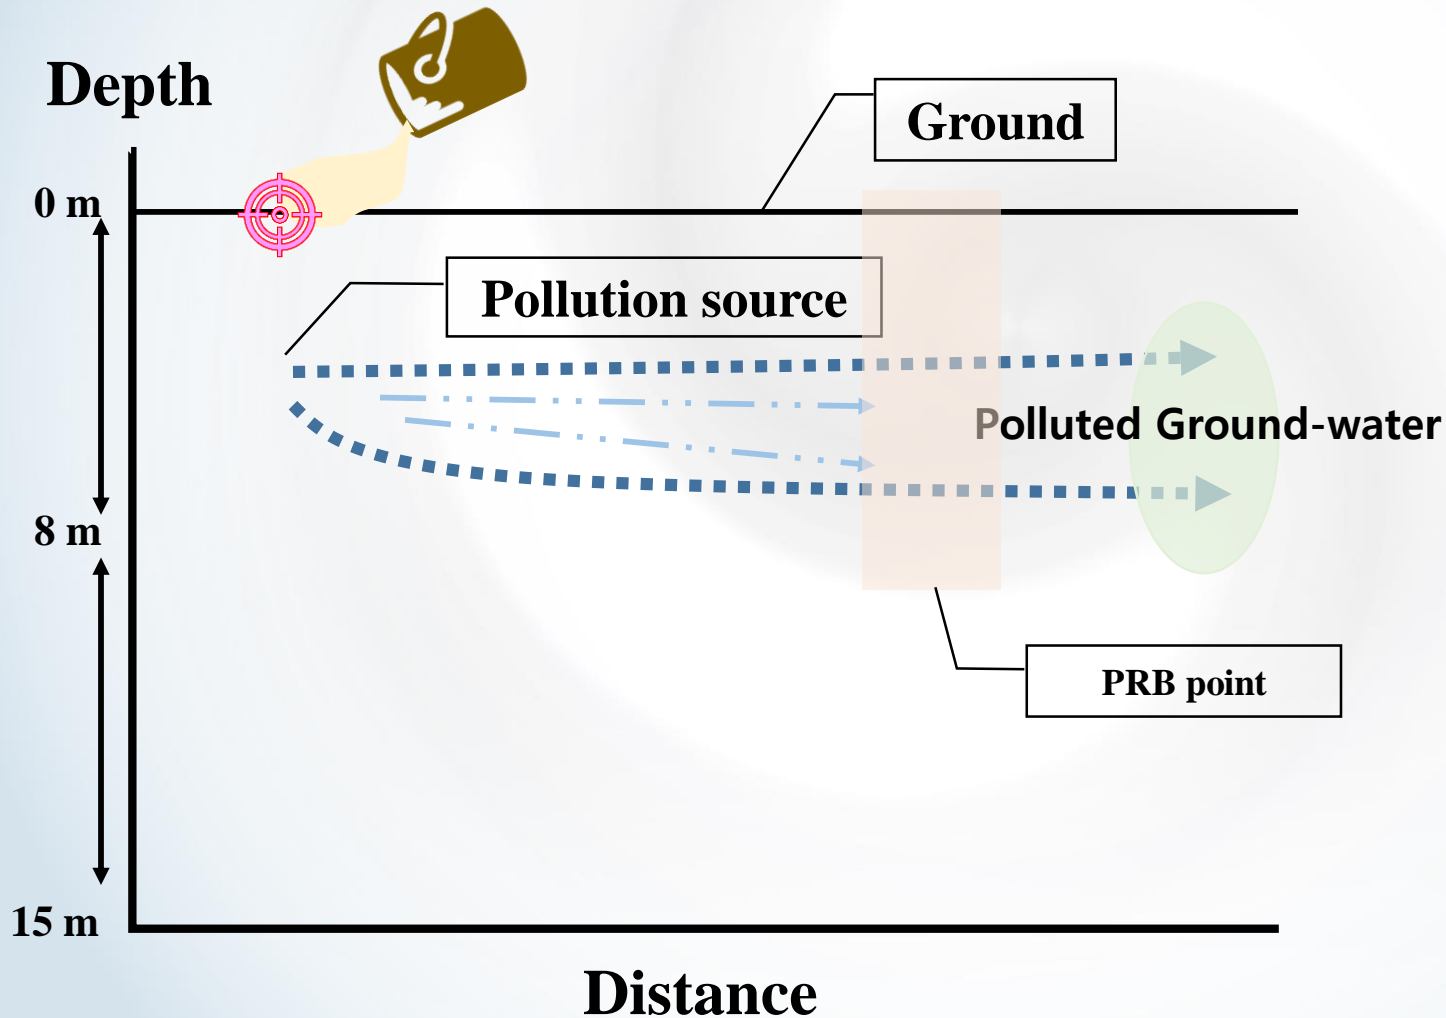 Depth
Ground
0 m
Pollution source
Polluted Ground-water
8 m
PRB point
15 m
Distance